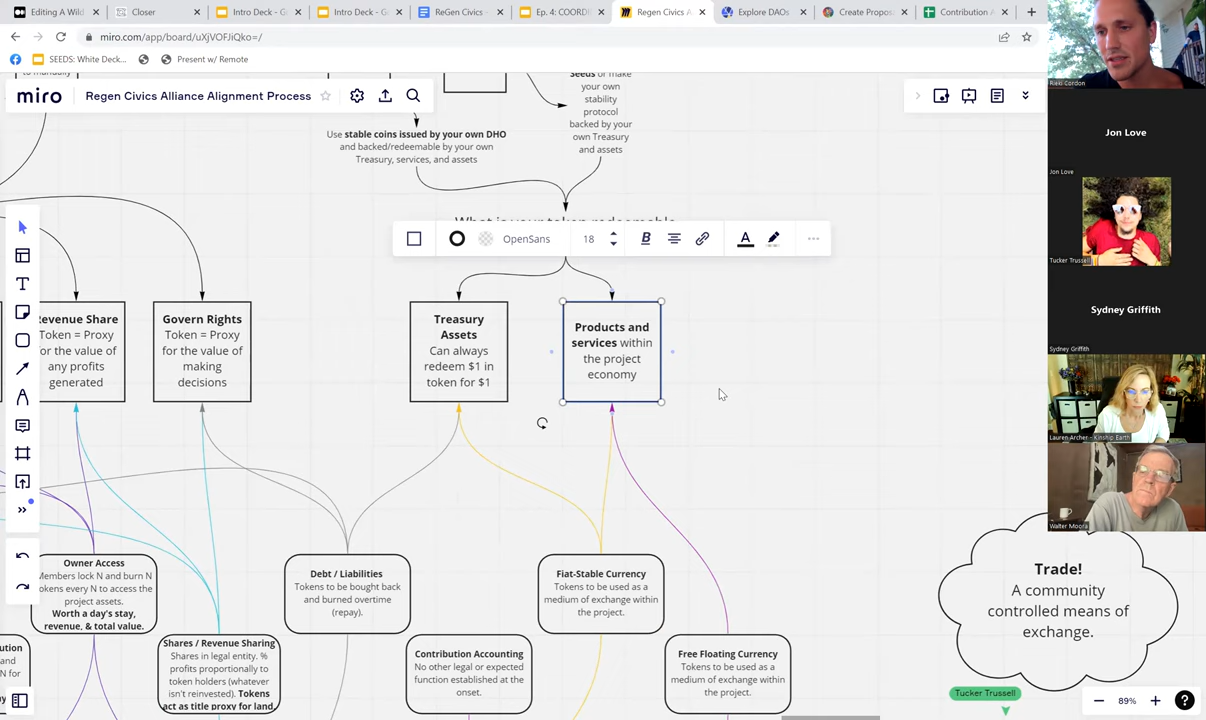 Editing A Wild
Closer
Intro Deck - G
Intro Deck - G
ReGen Civics -
Ep. 4: COORDI
Regen Civics A
Explore DAOs
Create Propos
Contribution A
miro.com/app/board/uXjVOFJiQko=/
SEEDS: White Deck...
Present w/ Remote
to manually
miro
Regen Civics Alliance Alignment Process
Seeds or make
your own
stability
protocol
backed by your
own Treasury
and assets
Use stable coins issued by your own DHO
and backed/redeemable by your own
Treasury, services, and assets
What is your token redeemable
OpenSans
18
B
A
Revenue Share
Token = Proxy
for the value of
any profits
generated
Govern Rights
Token = Proxy
for the value of
making
decisions
Treasury
Assets
Can always
redeem $1 in
token for $1
Products and
services within
the project
economy
Owner Access
Members lock N and burn N
tokens every N to access the
project assets.
Worth a day's stay,
revenue, & total value.
Debt / Liabilities
Tokens to be bought back
and burned overtime
(repay).
Fiat-Stable Currency
Tokens to be used as a
medium of exchange within
the project.
Shares / Revenue Sharing
Shares in legal entity. %
profits proportionally to
token holders (whatever
isn't reinvested). Tokens
act as title proxy for land,
Contribution Accounting
No other legal or expected
function established at the
onset.
Free Floating Currency
Tokens to be used as a
medium of exchange within
the project.
Trade!
A community
controlled means of
exchange.
Tucker Trussell
89%
Rieki Cordon
Jon Love
Jon Love
Tucker Trussell
Sydney Griffith
Sydney Griffith
Lauren Archer - Kinship Earth
Walter Moora